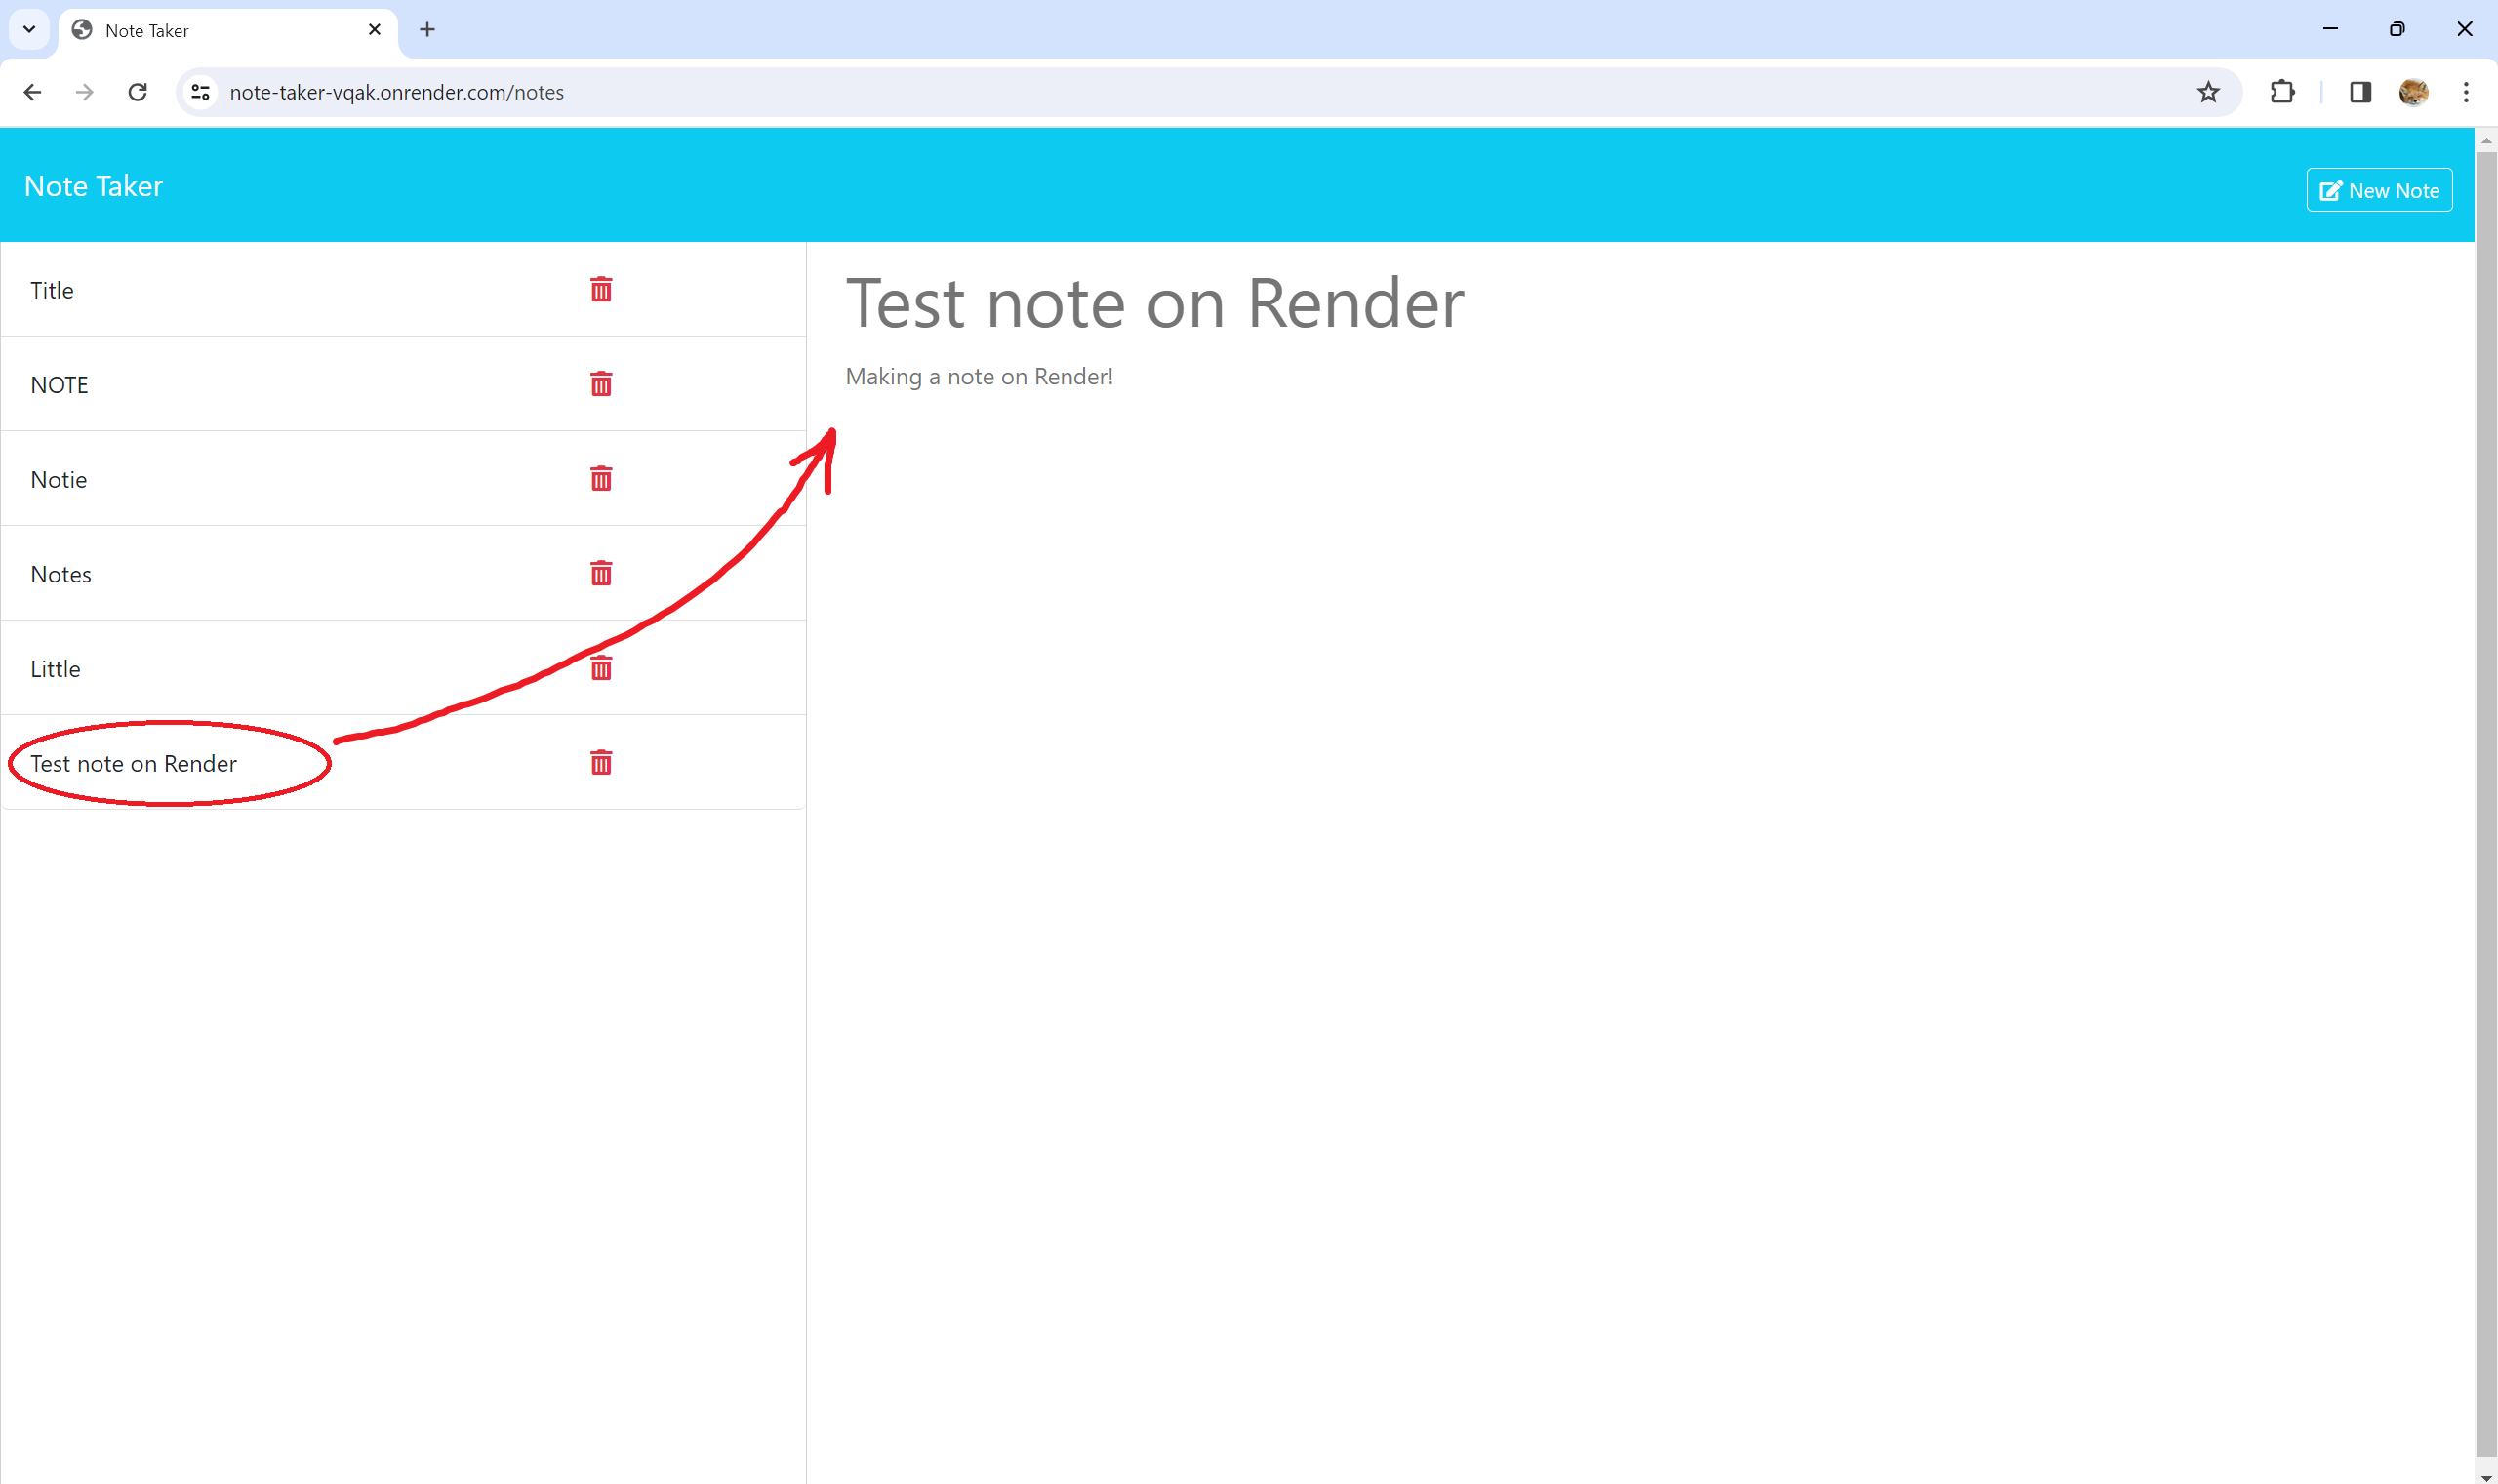 Note Taker
note-taker-vqak.onrender.com/notes
Note Taker
New Note
Title
NOTE
Notie
Notes
Little
Test note on Render
Test note on Render
Making a note on Render!